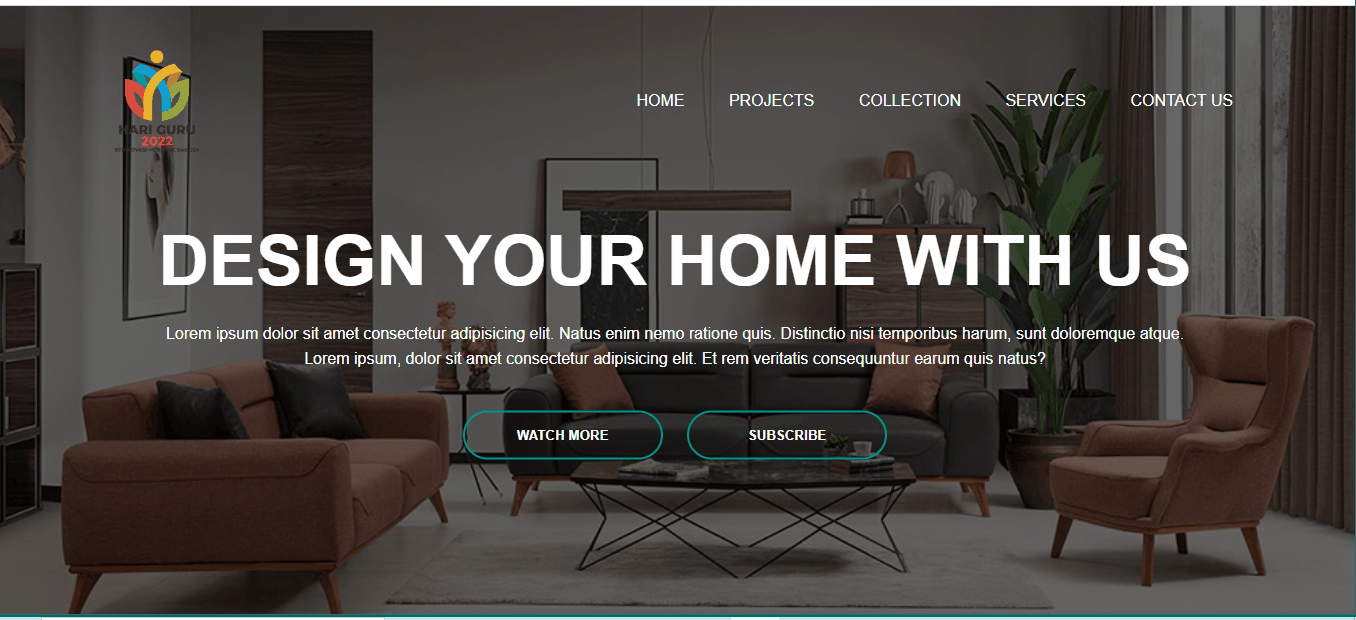 HARI GURU
2022
HOME PROJECTS COLLECTION SERVICES CONTACT US
DESIGN YOUR HOME WITH US
Lorem ipsum dolor sit amet consectetur adipisicing elit. Natus enim nemo ratione quis. Distinctio nisi temporibus harum, sunt doloremque atque.
Lorem ipsum, dolor sit amet consectetur adipisicing elit. Et rem veritatis consequuntur earum quis natus?
WATCH MORE SUBSCRIBE